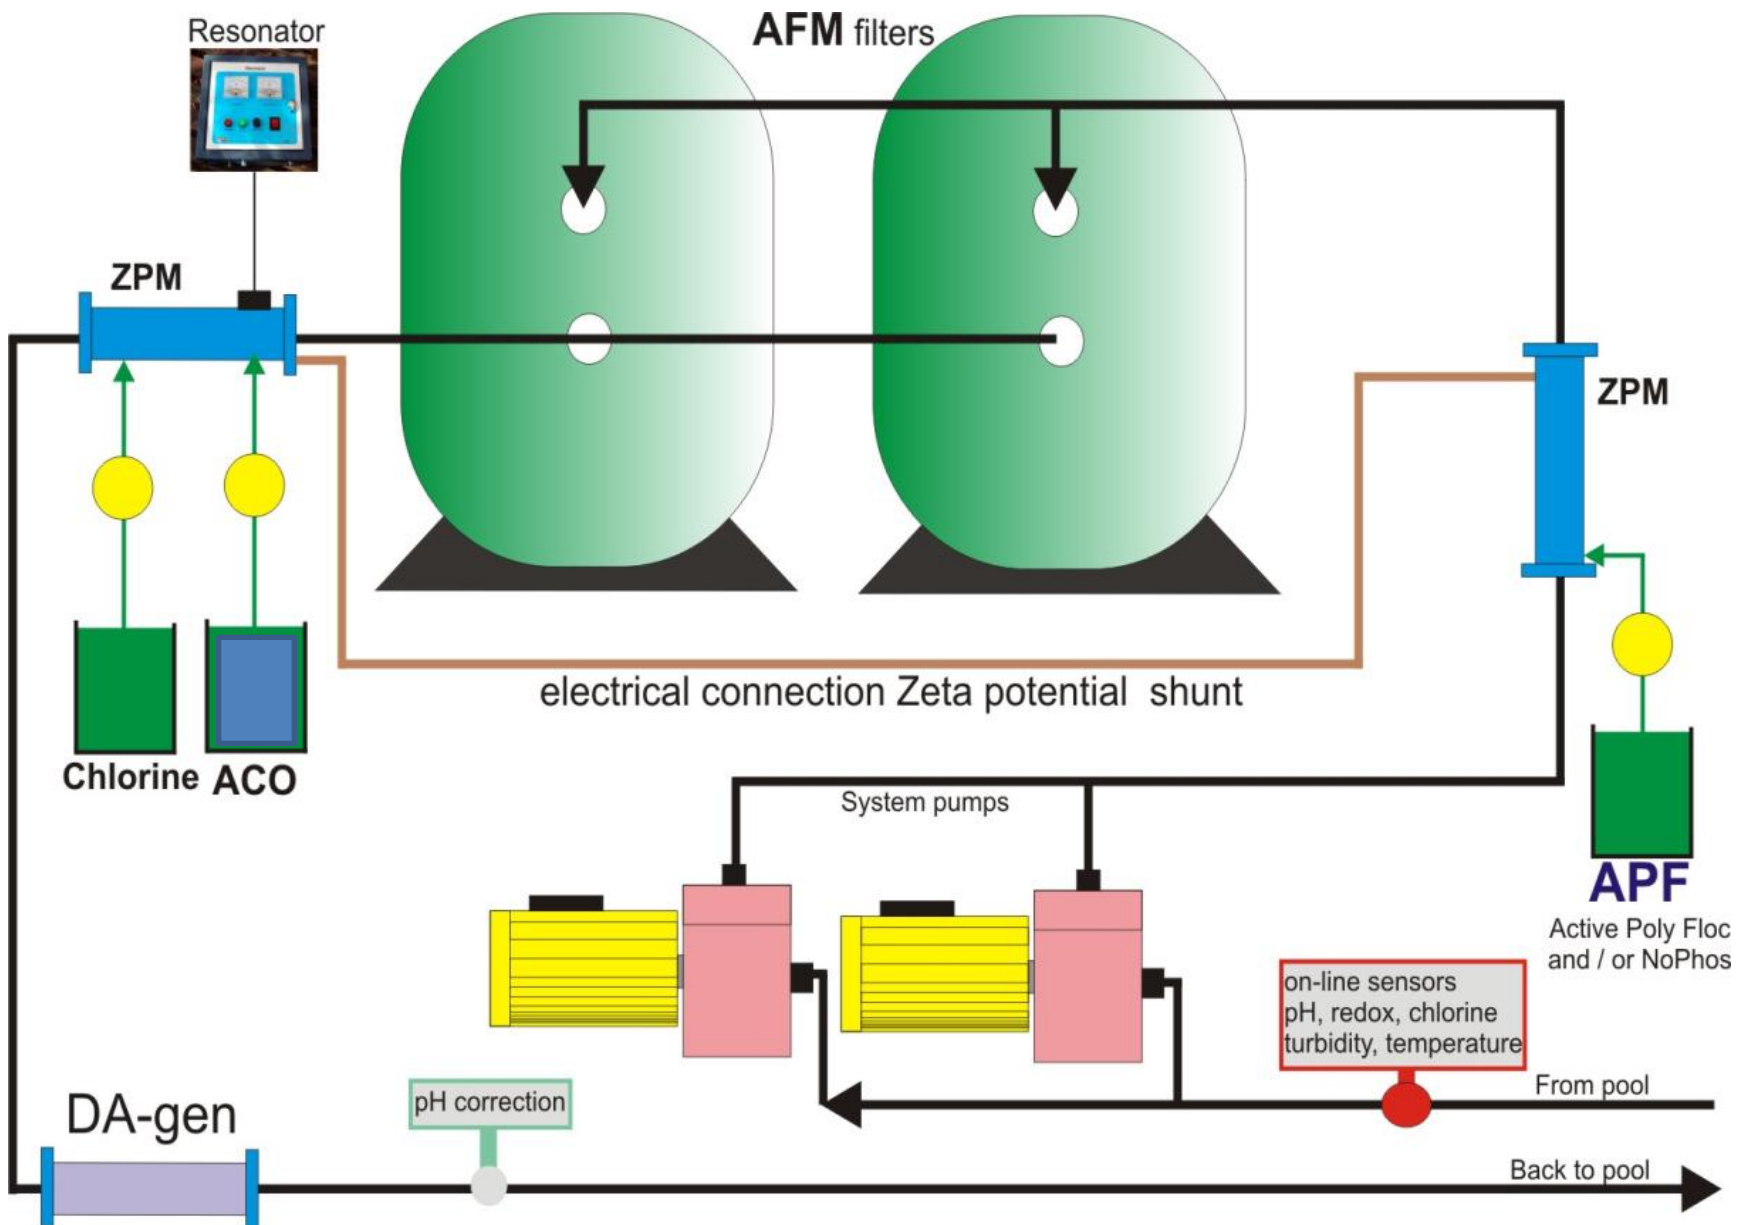 Resonator
AFM filters
ZPM
ZPM
electrical connection Zeta potential shunt
Chlorine
ACO
System pumps
APF
Active Poly Floc
and / or NoPhos
on-line sensors
pH, redox, chlorine
turbidity, temperature
From pool
pH correction
DA-gen
Back to pool